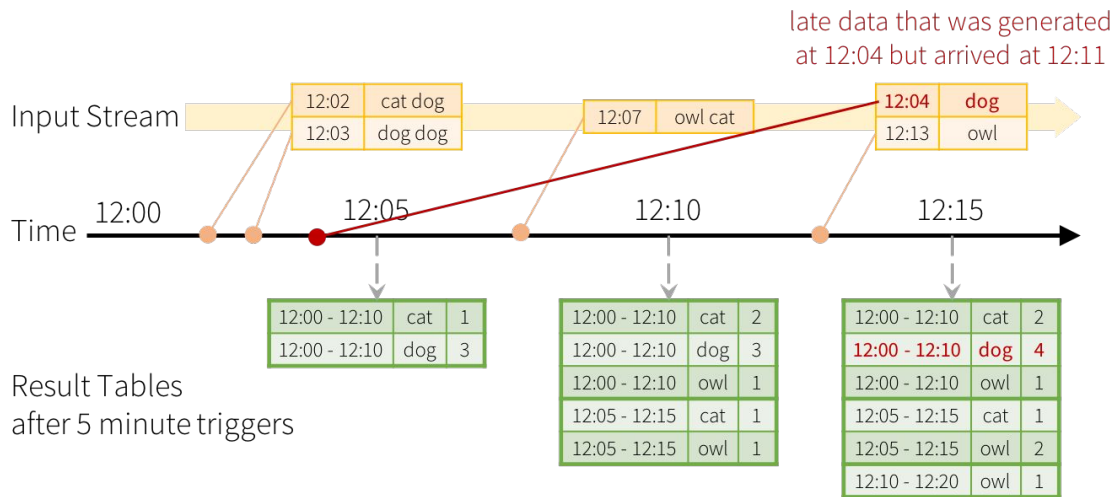 late data that was generated
at 12:04 but arrived at 12:11
Input Stream
12:02 cat dog
12:03 dog dog
12:07 owl cat
12:04 dog
12:13 owl
Time
12:00 12:05 12:10 12:15
12:00 - 12:10 cat 1
12:00 - 12:10 dog 3
12:00 - 12:10 cat 2
12:00 - 12:10 dog 3
12:00 - 12:10 owl 1
12:05 - 12:15 cat 1
12:05 - 12:15 owl 1
12:00 - 12:10 cat 2
12:00 - 12:10 dog 4
12:00 - 12:10 owl 1
12:05 - 12:15 cat 1
12:05 - 12:15 owl 2
12:10 - 12:20 owl 1
Result Tables
after 5 minute triggers